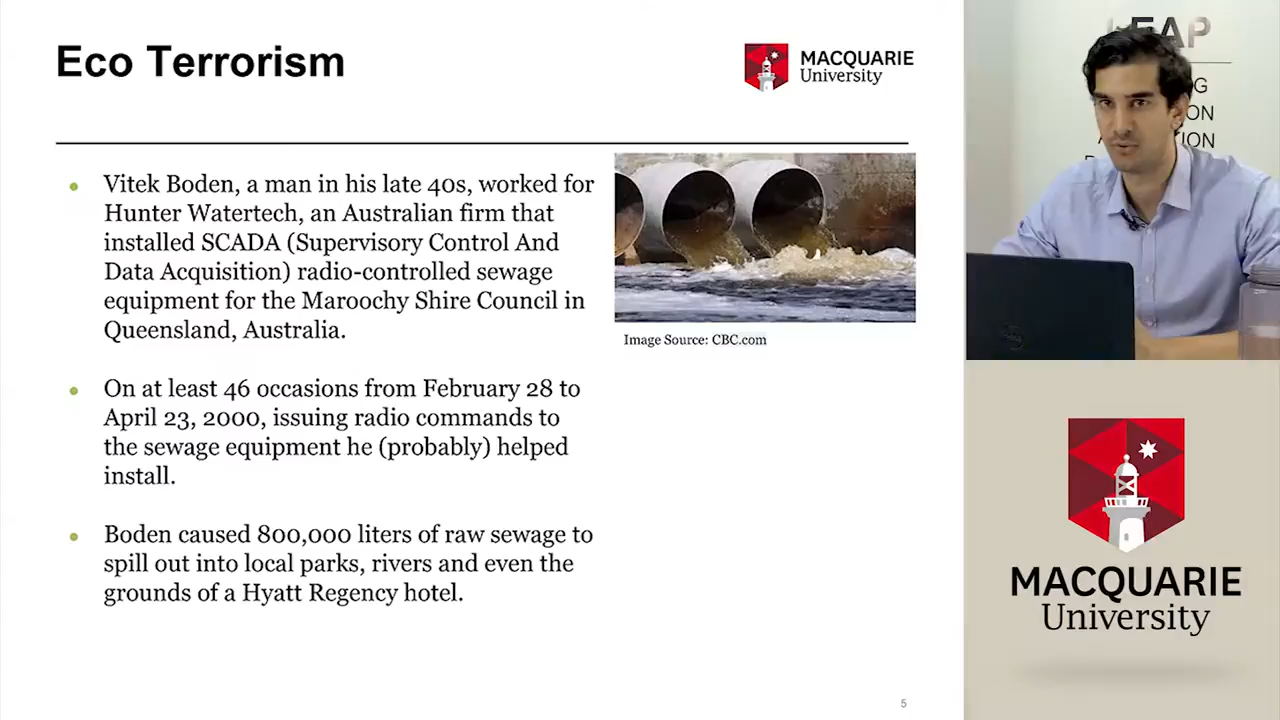 Eco Terrorism
MACQUARIE
University
Vitek Boden, a man in his late 40s, worked for
Hunter Watertech, an Australian firm that
installed SCADA (Supervisory Control And
Data Acquisition) radio-controlled sewage
equipment for the Maroochy Shire Council in
Queensland, Australia.
On at least 46 occasions from February 28 to
April 23, 2000, issuing radio commands to
the sewage equipment he (probably) helped
install.
Boden caused 800,000 liters of raw sewage to
spill out into local parks, rivers and even the
grounds of a Hyatt Regency hotel.
Image Source: CBC.com
5
MACQUARIE
University